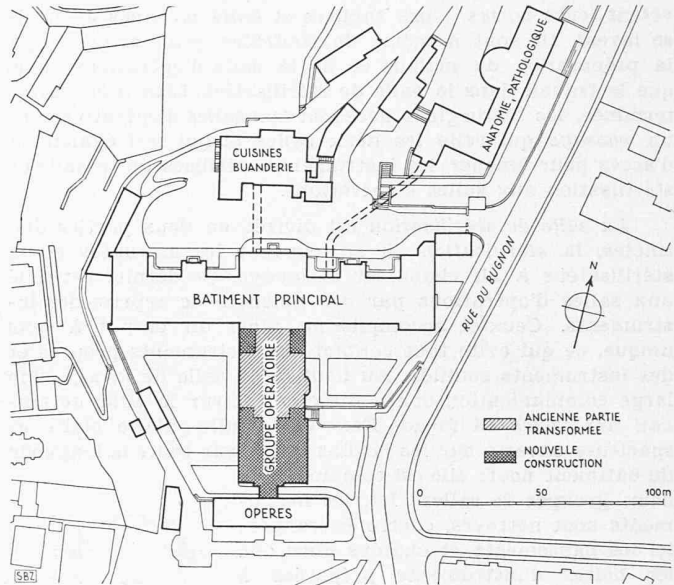 ANATOMIE, PATHOLOGIQUE,
CUISINES
BUANDERIE
BATIMENT PRINCIPAL
RUE DU BUGNON
GROUPE OPERATOIRE
ANCIENNE PARTIE
TRANSFORMEE
NOUVELLE
CONSTRUCTION
0 50 100 m
OPERES
SBZ